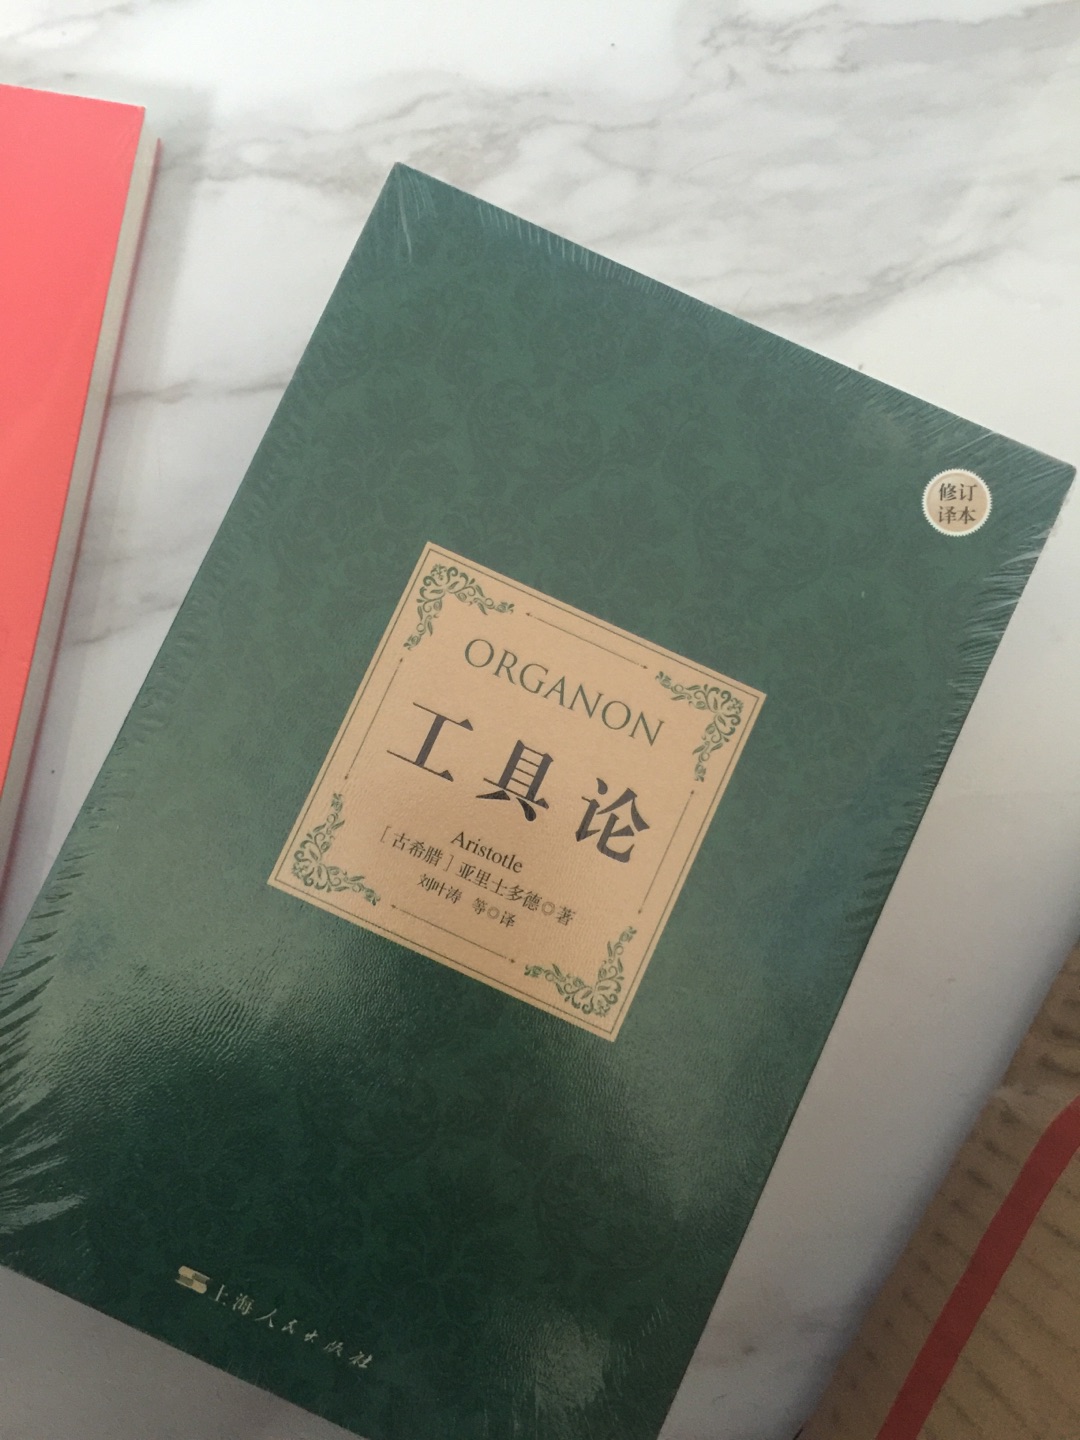 修订
译本
ORGANON
工具论
Aristotle
［古希腊］亚里士多德◎著
刘叶涛 等◎译
上海人民出版社